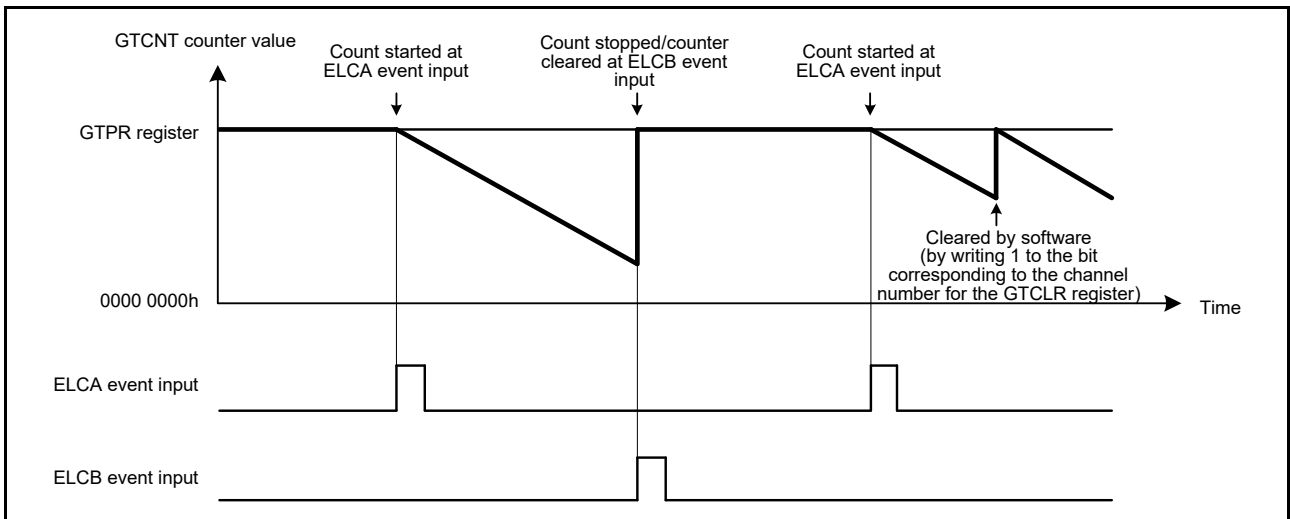 GTCNT counter value
Count started at
ELCA event input
Count stopped/counter
cleared at ELCB event
input
Count started at
ELCA event input
GTPR register
Cleared by software
(by writing 1 to the bit
corresponding to the channel
number for the GTCLR register)
0000 0000h
Time
ELCA event input
ELCB event input